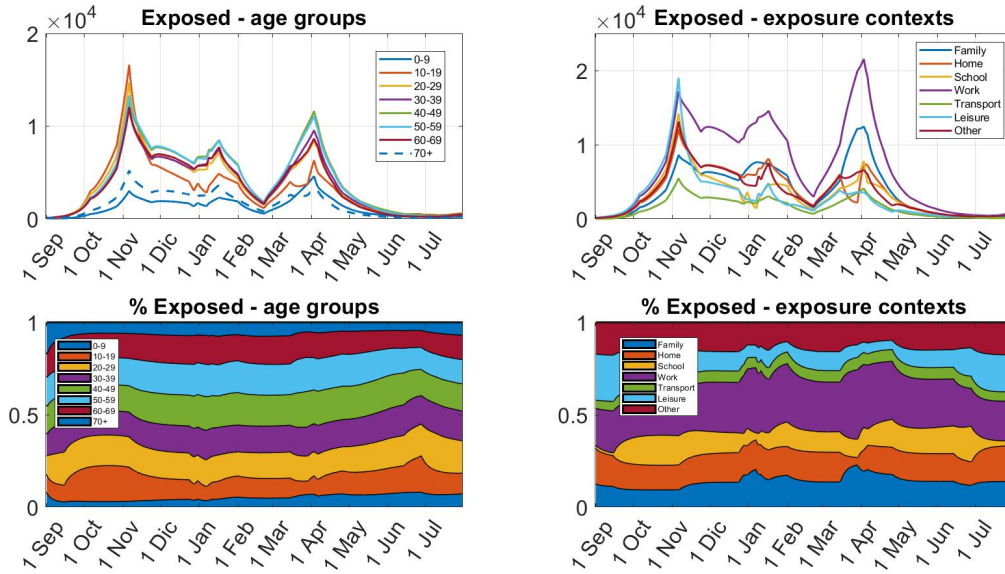 Exposed - age groups
×10⁴
2
1
0
0-9
10-19
20-29
30-39
40-49
50-59
60-69
70+
1 Sep
1 Oct
1 Nov
1 Dic
1 Jan
1 Feb
1 Mar
1 Apr
1 May
1 Jun
1 Jul
Exposed - exposure contexts
×10⁴
2
1
0
Family
Home
School
Work
Transport
Leisure
Other
1 Sep
1 Oct
1 Nov
1 Dic
1 Jan
1 Feb
1 Mar
1 Apr
1 May
1 Jun
1 Jul
% Exposed - age groups
1
0.5
0
0-9
10-19
20-29
30-39
40-49
50-59
60-69
70+
1 Sep
1 Oct
1 Nov
1 Dic
1 Jan
1 Feb
1 Mar
1 Apr
1 May
1 Jun
1 Jul
% Exposed - exposure contexts
1
0.5
0
Family
Home
School
Work
Transport
Leisure
Other
1 Sep
1 Oct
1 Nov
1 Dic
1 Jan
1 Feb
1 Mar
1 Apr
1 May
1 Jun
1 Jul